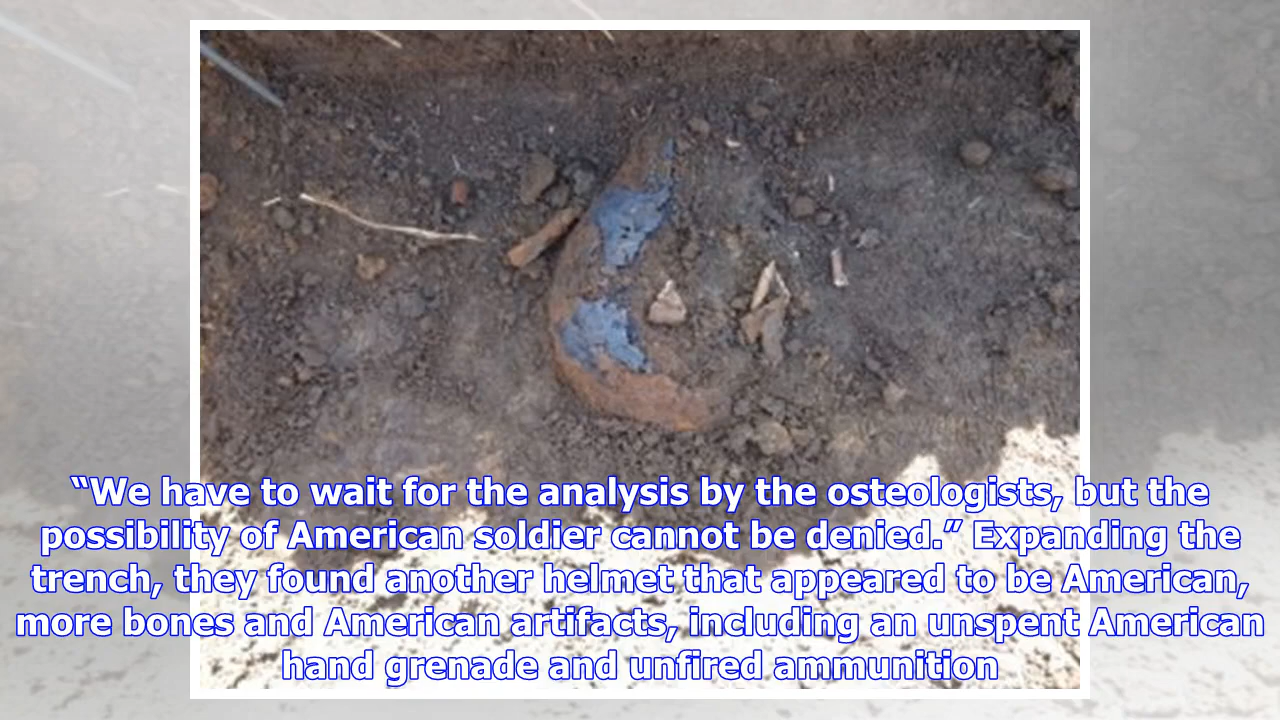 “We have to wait for the analysis by the osteologists, but the
possibility of American soldier cannot be denied.” Expanding the
trench, they found another helmet that appeared to be American,
more bones and American artifacts, including an unspent American
hand grenade and unfired ammunition